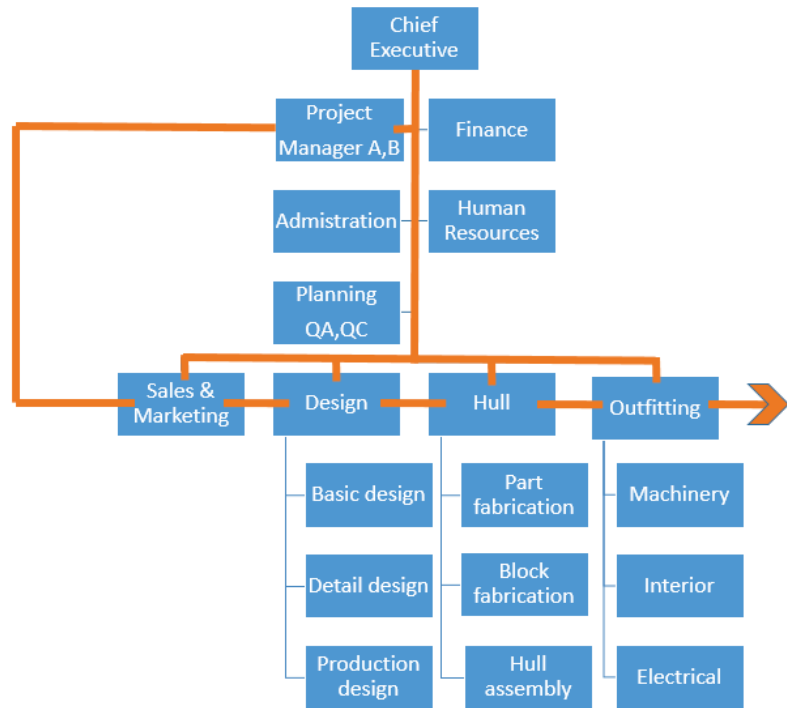 Chief
Executive
Project
Manager A,B
Finance
Admistration
Human
Resources
Planning
QA,QC
Sales &
Marketing
Design
Hull
Outfitting
Basic design
Part
fabrication
Machinery
Detail design
Block
fabrication
Interior
Production
design
Hull
assembly
Electrical